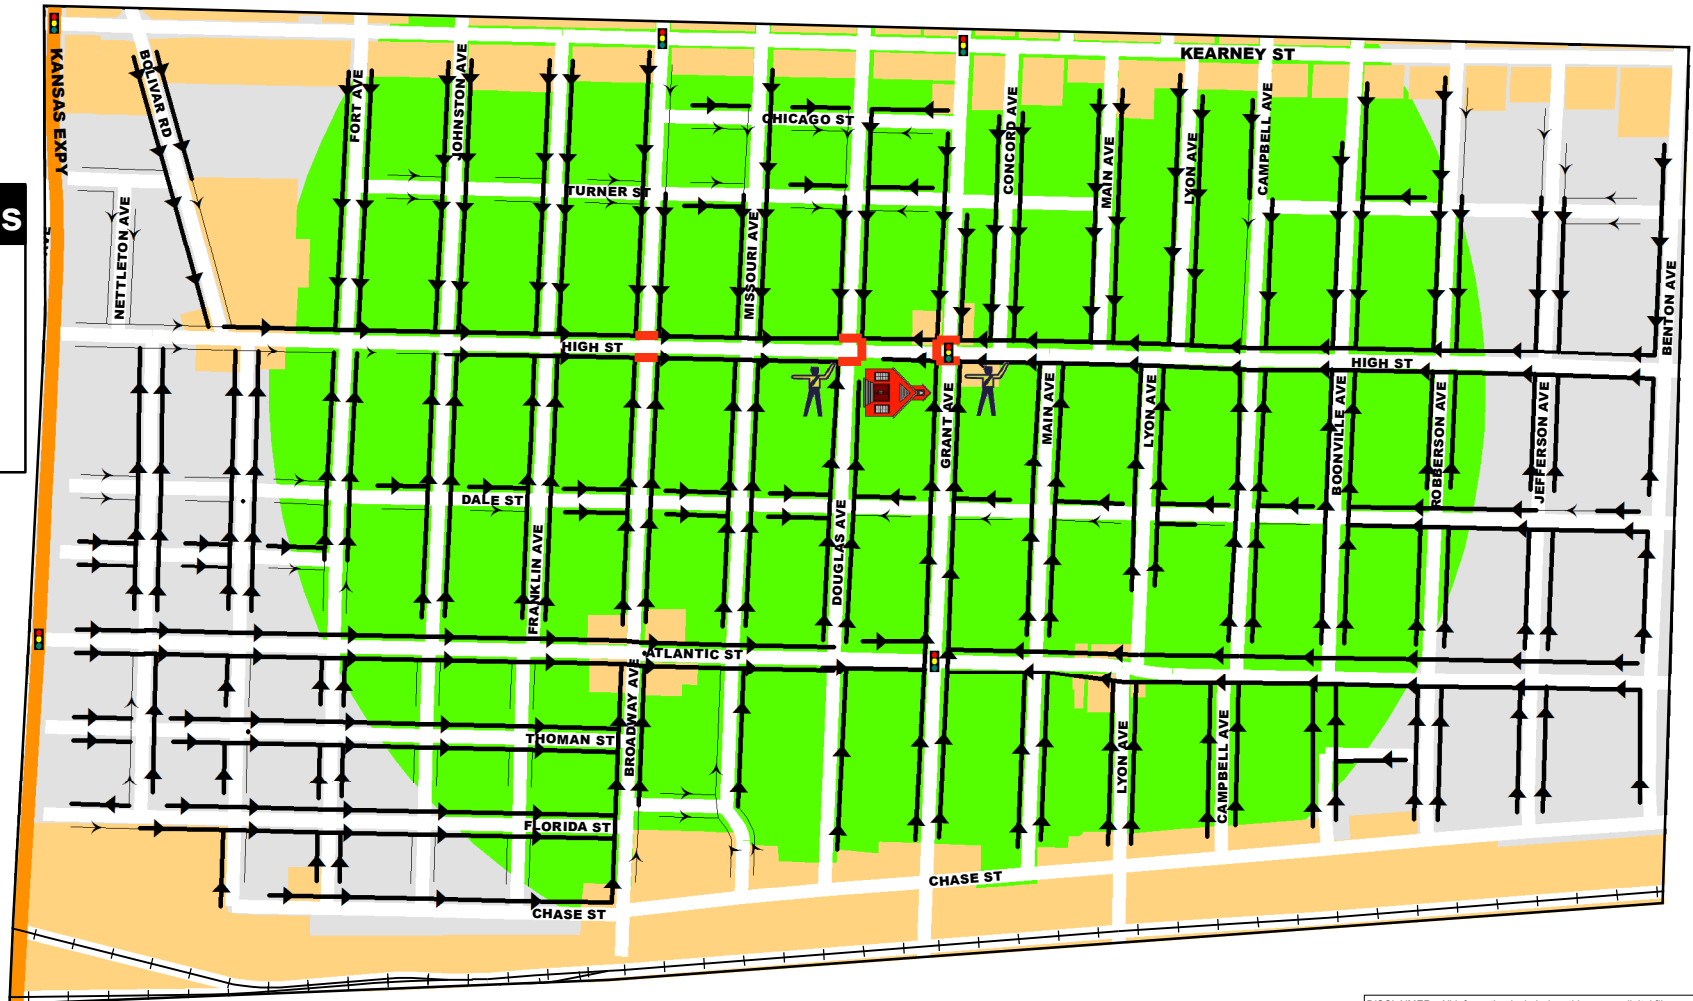 KEARNEY ST
KANSAS EXPY
BOLIVAR RD
FORT AVE
JOHNSTON AVE
CHICAGO ST
CONCORD AVE
MAIN AVE
LYON AVE
CAMPBELL AVE
S
TURNER ST
NETTLETON AVE
MISSOURI AVE
BENTON AVE
HIGH ST
HIGH ST
GRANT AVE
MAIN AVE
LYON AVE
BOONVILLE AVE
ROBBERSON AVE
JEFFERSON AVE
DALE ST
FRANKLIN AVE
DOUGLAS AVE
ATLANTIC ST
BROADWAY AVE
THOMAN ST
LYON AVE
CAMPBELL AVE
FLORIDA ST
CHASE ST
CHASE ST